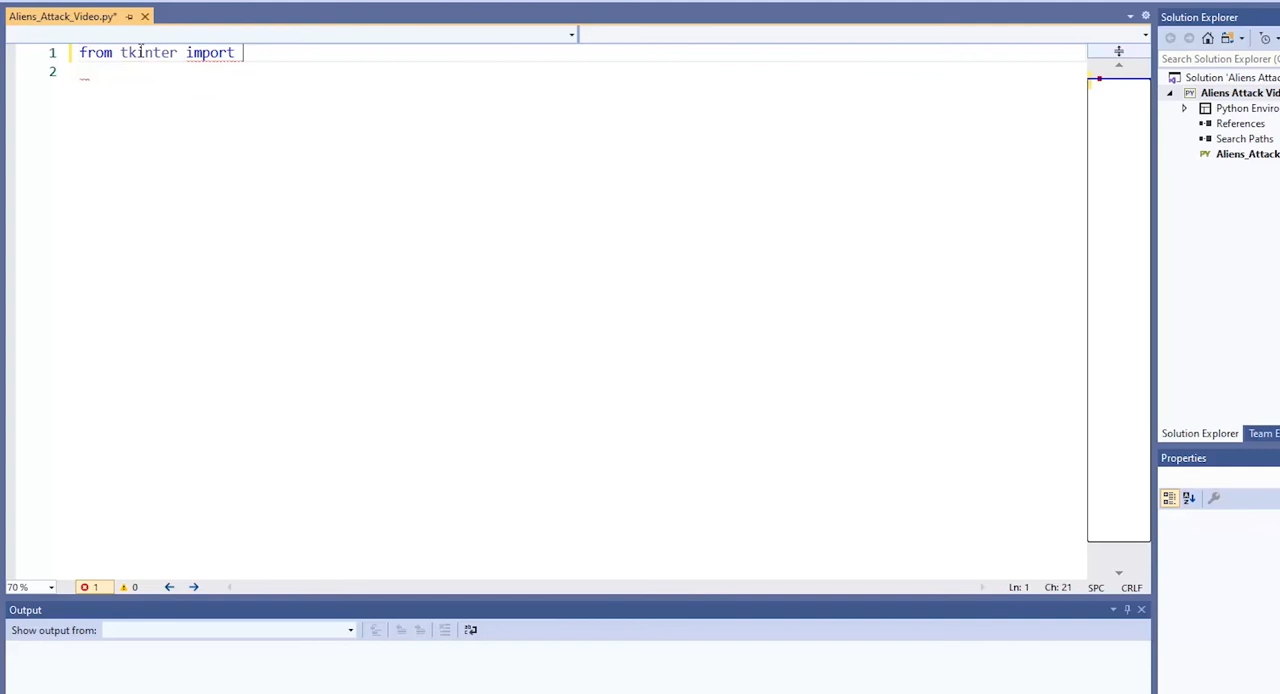 Aliens_Attack_Video.py*
1 from tkinter import
2
70 %
1
0
Ln: 1
Ch: 21
SPC
CRLF
Output
Show output from:
Solution Explorer
Search Solution Explorer (C
Solution 'Aliens Attac
Aliens Attack Vid
Python Enviro
References
Search Paths
Aliens_Attack
Solution Explorer
Team E
Properties